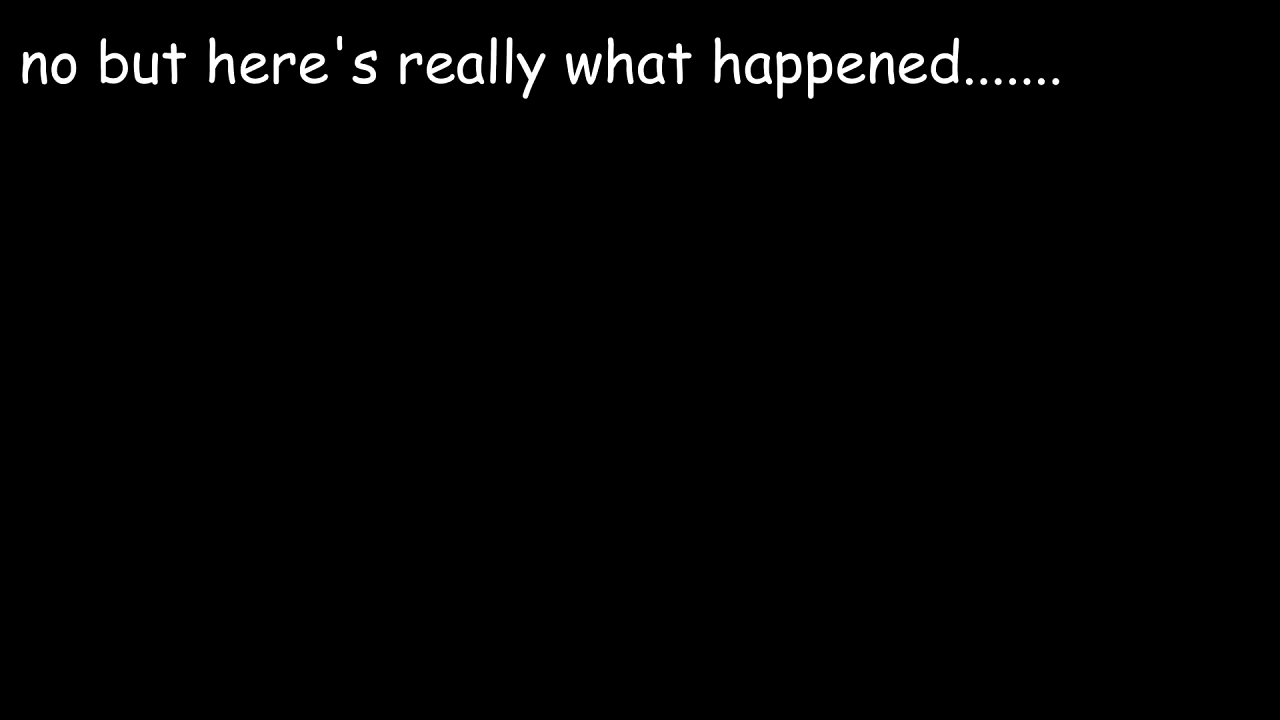 no but here's really what happened.......